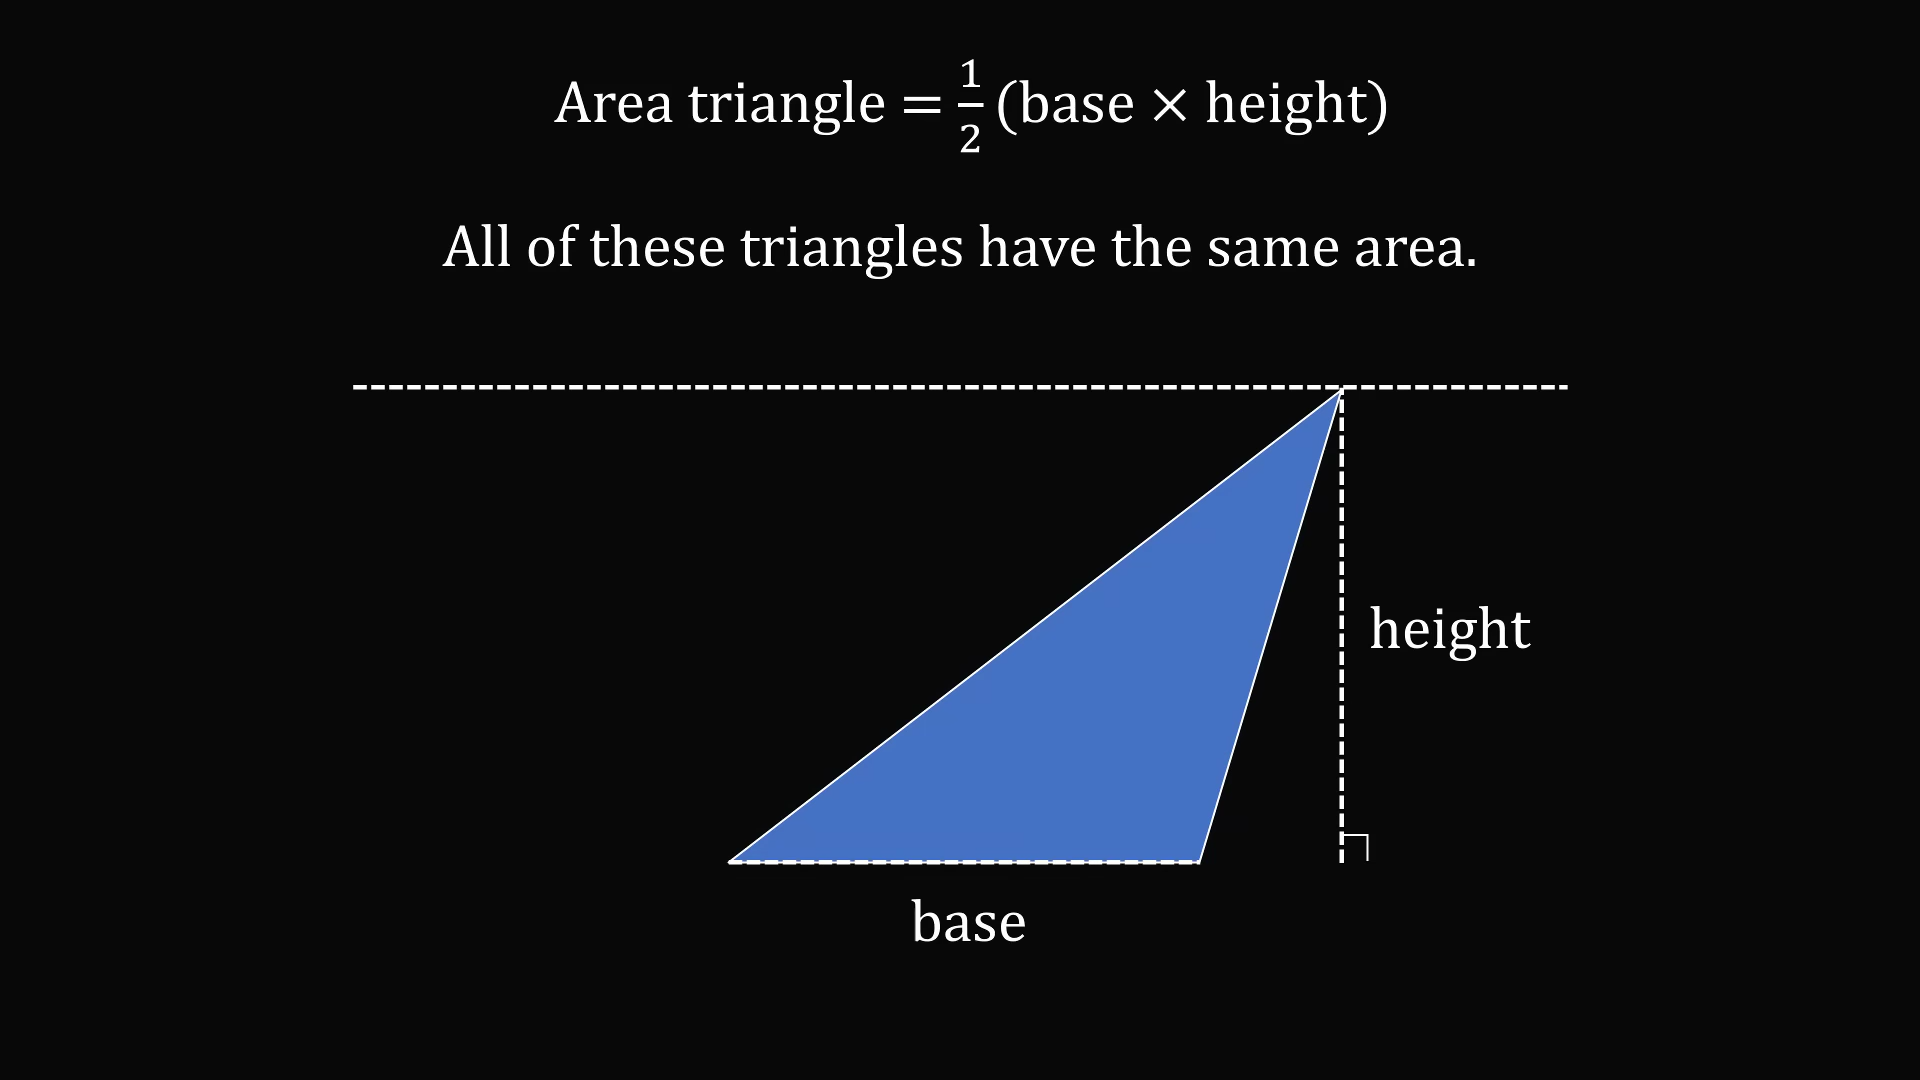 Area triangle = 1/2 (base × height)
All of these triangles have the same area.
height
base